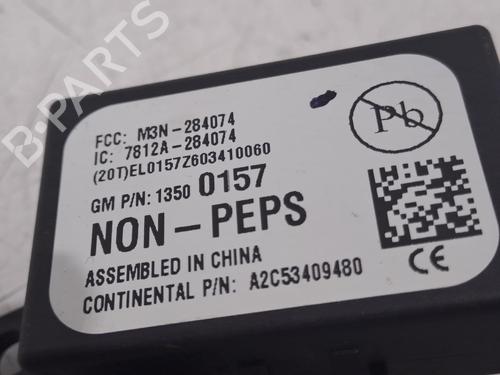 FCC: M3N-284074
IC: 7812A-284074
(20T)EL0157Z603410060
GM P/N: 1350 0157
NON-PEPS
ASSEMBLED IN CHINA
CONTINENTAL P/N: A2C53409480
Pb
CE
B-PARTS